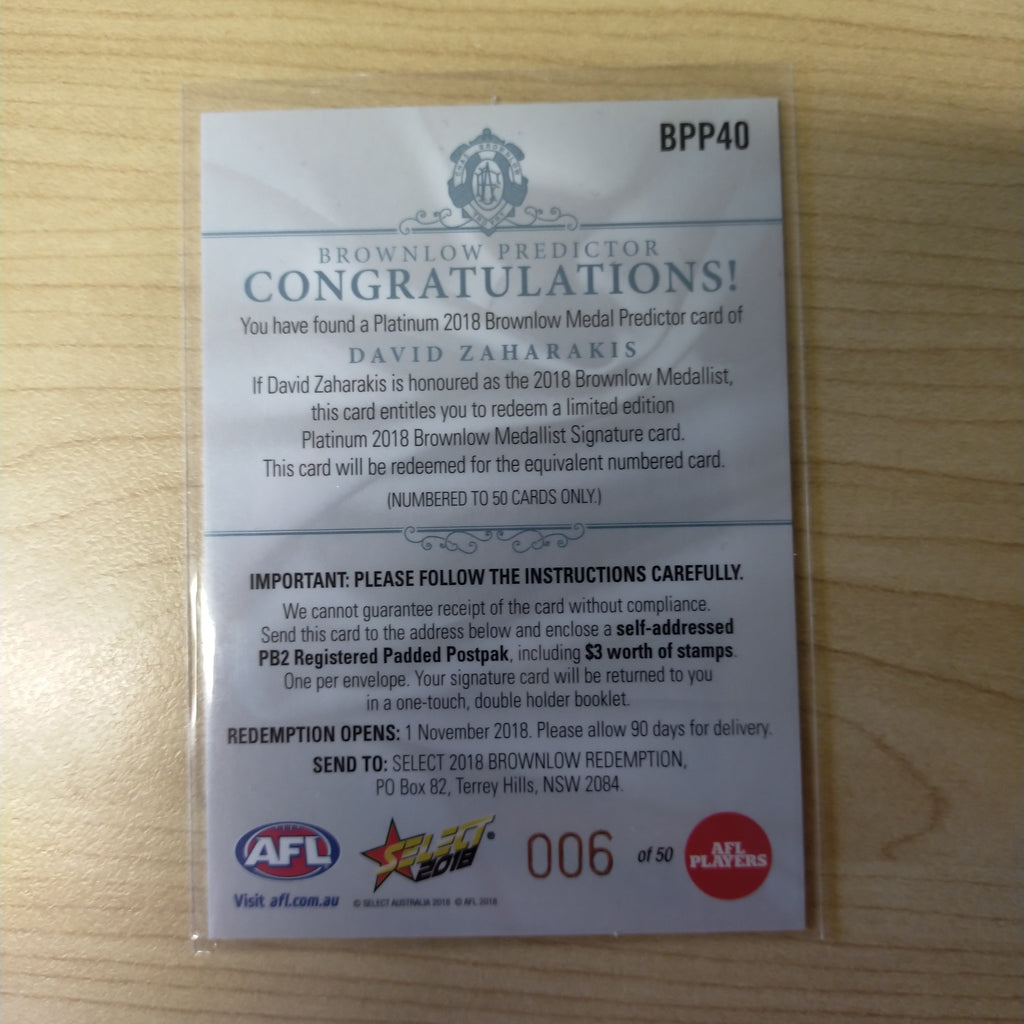 BPP40
BROWNLOW PREDICTOR
CONGRATULATIONS!
You have found a Platinum 2018 Brownlow Medal Predictor card of
DAVID ZAHARAKIS
If David Zaharakis is honoured as the 2018 Brownlow Medallist,
this card entitles you to redeem a limited edition
Platinum 2018 Brownlow Medallist Signature card.
This card will be redeemed for the equivalent numbered card.
(NUMBERED TO 50 CARDS ONLY.)
IMPORTANT: PLEASE FOLLOW THE INSTRUCTIONS CAREFULLY.
We cannot guarantee receipt of the card without compliance.
Send this card to the address below and enclose a self-addressed
PB2 Registered Padded Postpak, including $3 worth of stamps.
One per envelope. Your signature card will be returned to you
in a one-touch, double holder booklet.
REDEMPTION OPENS: 1 November 2018. Please allow 90 days for delivery.
SEND TO: SELECT 2018 BROWNLOW REDEMPTION,
PO Box 82, Terrey Hills, NSW 2084.
AFL
SELECT
2018
006 of 50
AFL
PLAYERS
Visit afl.com.au
© SELECT AUSTRALIA 2018 © AFL 2018